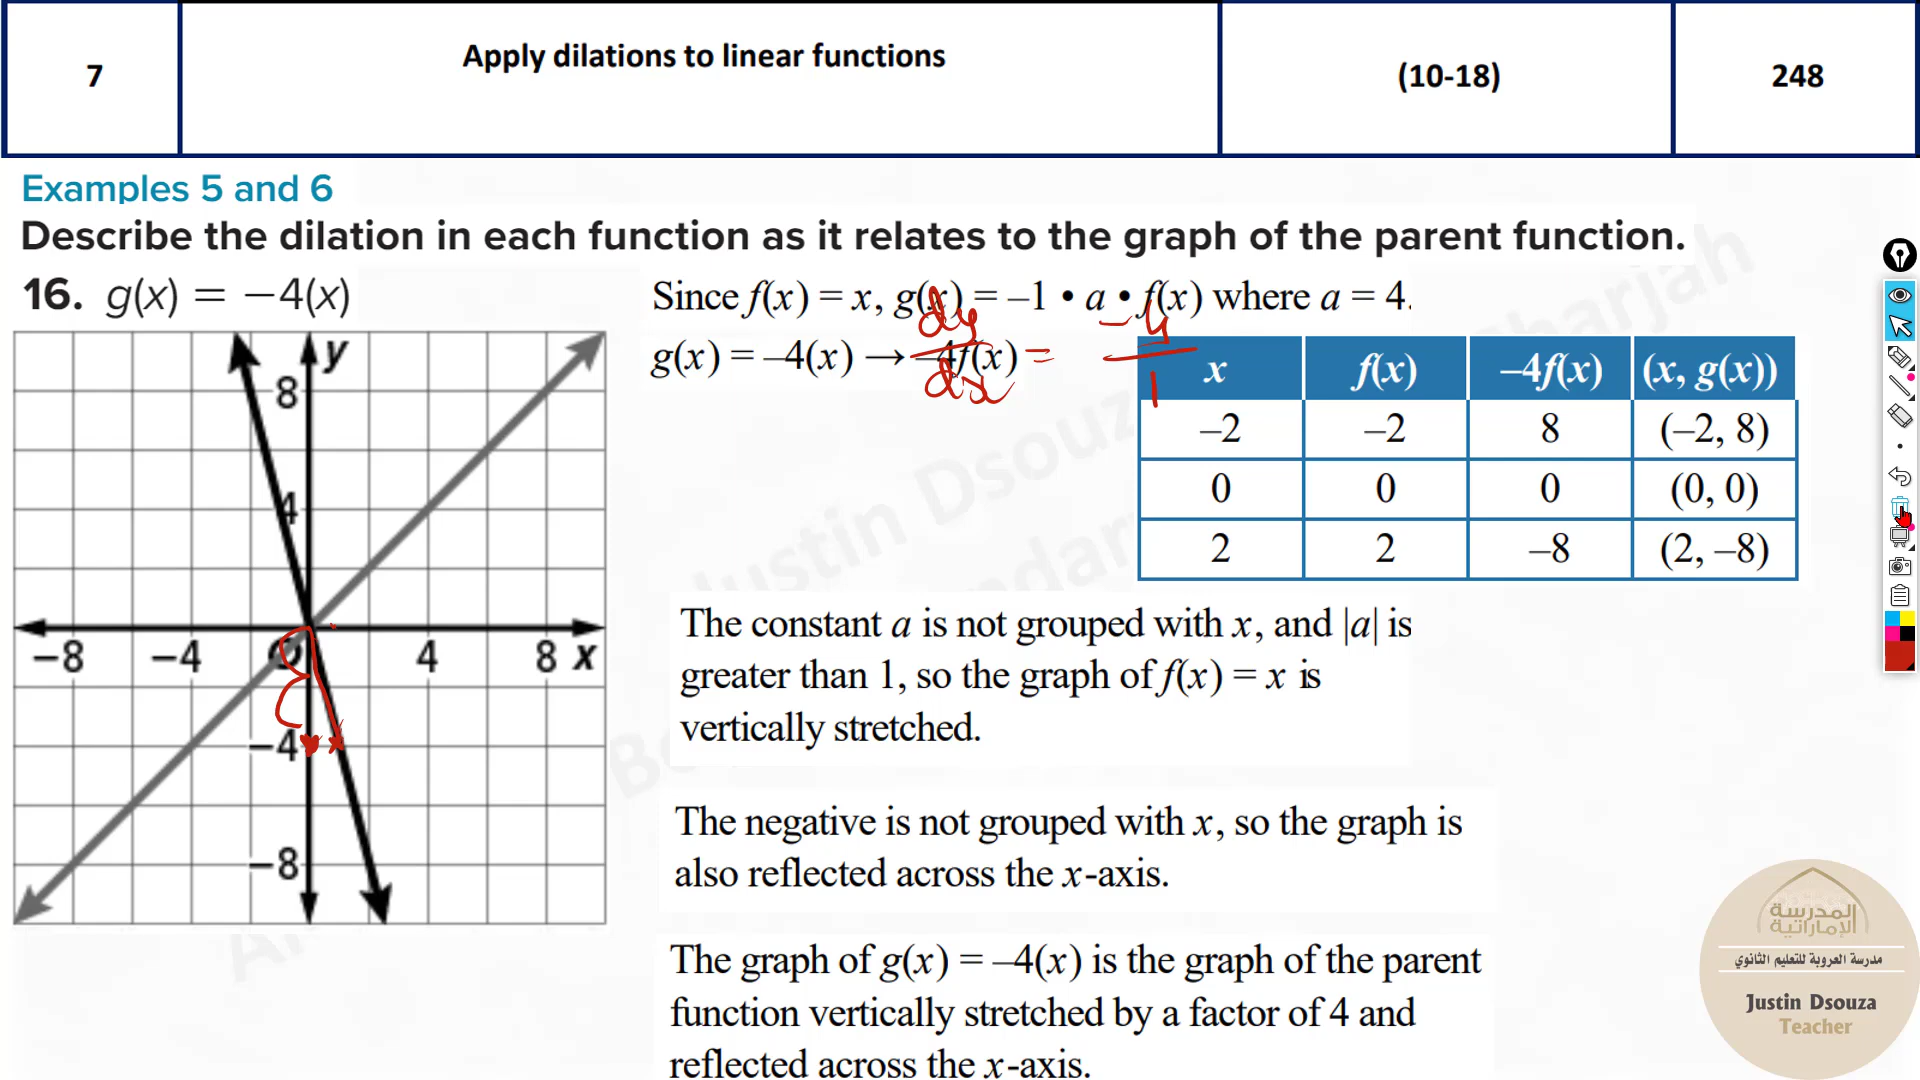 7
Apply dilations to linear functions
(10-18)
248
Examples 5 and 6
Describe the dilation in each function as it relates to the graph of the parent function.
16. g(x) = −4(x)
Since f(x) = x, g(x) = –1 • a • f(x) where a = 4.
g(x) = –4(x) → –4f(x)
dy/dx = −4/1
x f(x) –4f(x) (x, g(x))
–2 –2 8 (–2, 8)
0 0 0 (0, 0)
2 2 –8 (2, –8)
y
8
4
−8 −4 O 4 8 x
−4
−8
The constant a is not grouped with x, and |a| is
greater than 1, so the graph of f(x) = x is
vertically stretched.
The negative is not grouped with x, so the graph is
also reflected across the x-axis.
The graph of g(x) = –4(x) is the graph of the parent
function vertically stretched by a factor of 4 and
reflected across the x-axis.
المدرسة
الإماراتية
مدرسة العروبة للتعليم الثانوي
Justin Dsouza
Teacher